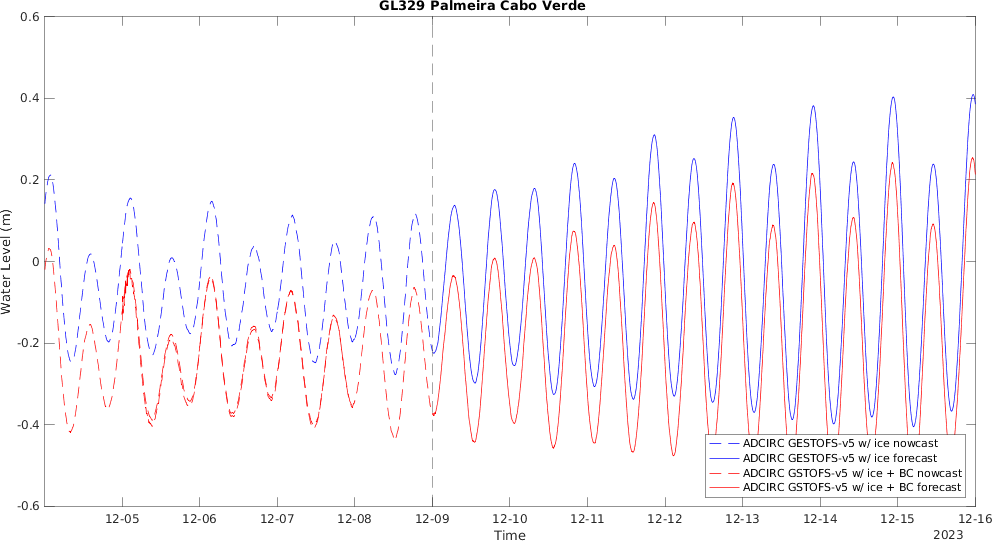 GL329 Palmeira Cabo Verde
0.6
0.4
0.2
0
-0.2
-0.4
-0.6
Water Level (m)
ADCIRC GESTOFS-v5 w/ ice nowcast
ADCIRC GESTOFS-v5 w/ ice forecast
ADCIRC GSTOFS-v5 w/ ice + BC nowcast
ADCIRC GSTOFS-v5 w/ ice + BC forecast
12-05 12-06 12-07 12-08 12-09 12-10 12-11 12-12 12-13 12-14 12-15 12-16
Time
2023